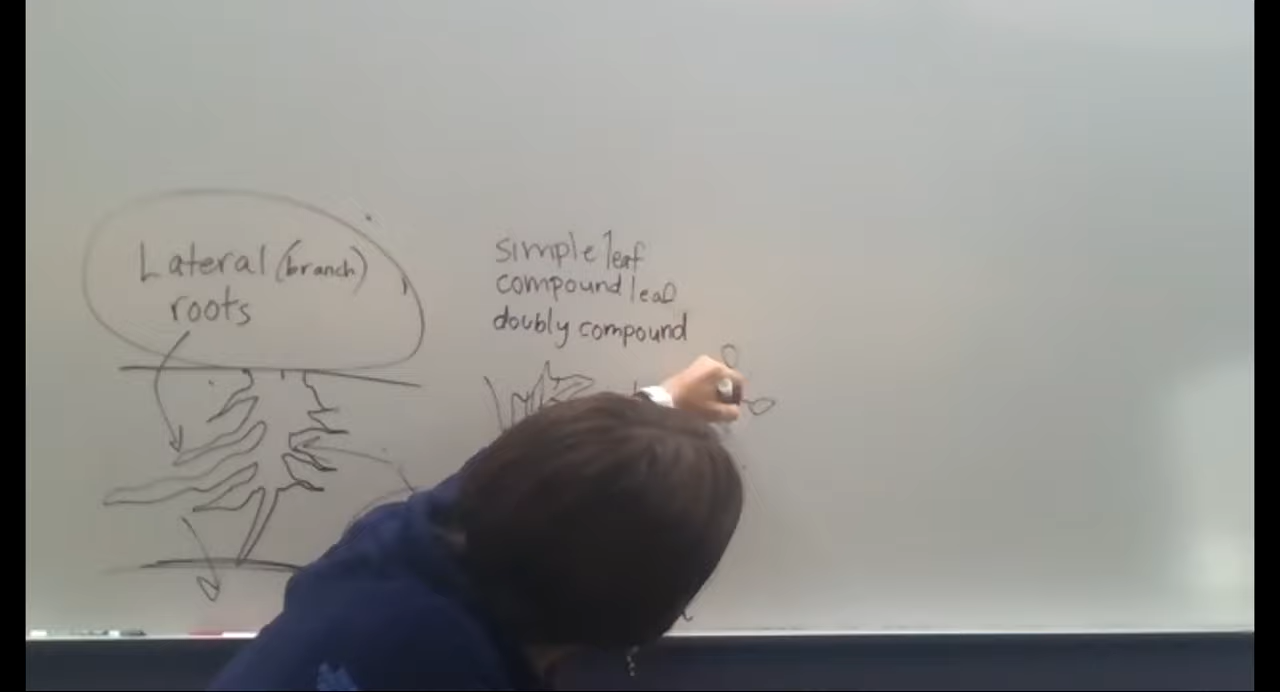 Lateral (branch)
roots
simple leaf
compound leaf
doubly compound